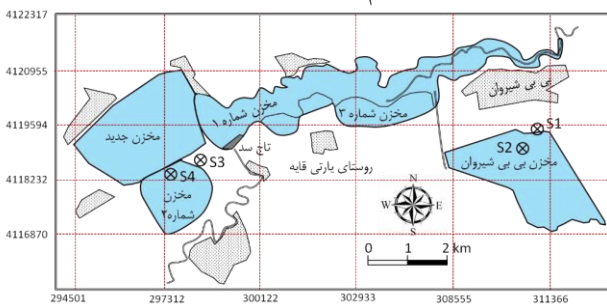 4122317
4120955
4119594
4118232
4116870
بی بی شیروان
مخزن شماره ۱
مخزن شماره ۳
مخزن جدید
تاج سد
روستای یارتی قایه
S1
S2
مخزن بی بی شیروان
S3
S4
مخزن
شماره۲
N
W
E
S
0 1 2 km
294501 297312 300122 302933 308555 311366